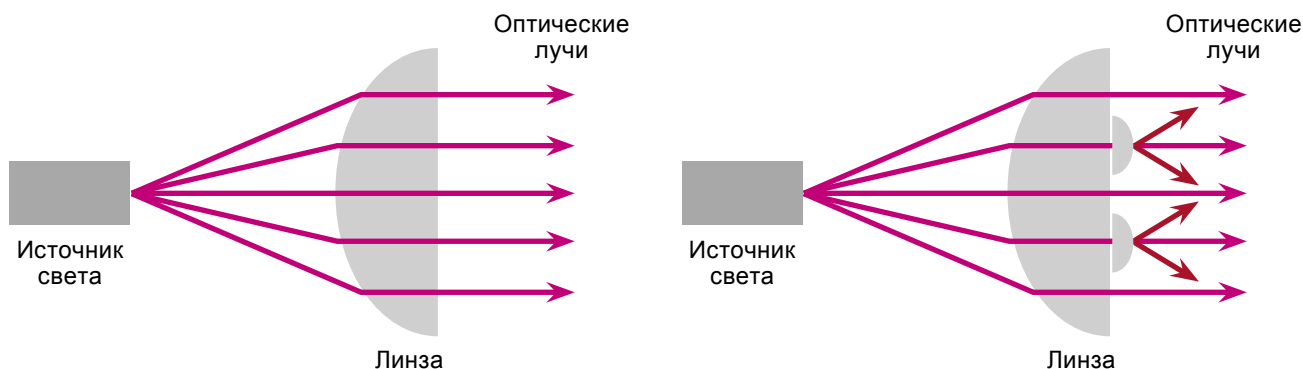 Оптические
лучи
Источник
света
Линза
Оптические
лучи
Источник
света
Линза